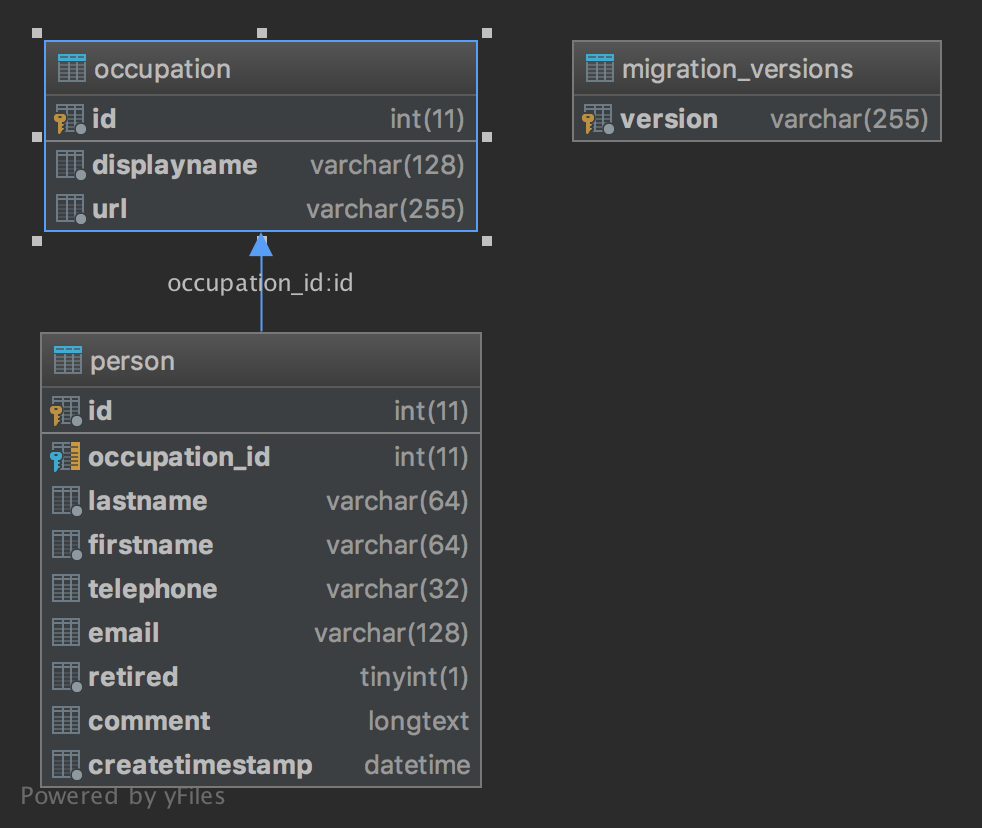 occupation
id int(11)
displayname varchar(128)
url varchar(255)
migration_versions
version varchar(255)
occupation_id:id
person
id int(11)
occupation_id int(11)
lastname varchar(64)
firstname varchar(64)
telephone varchar(32)
email varchar(128)
retired tinyint(1)
comment longtext
createtimestamp datetime
Powered by yFiles